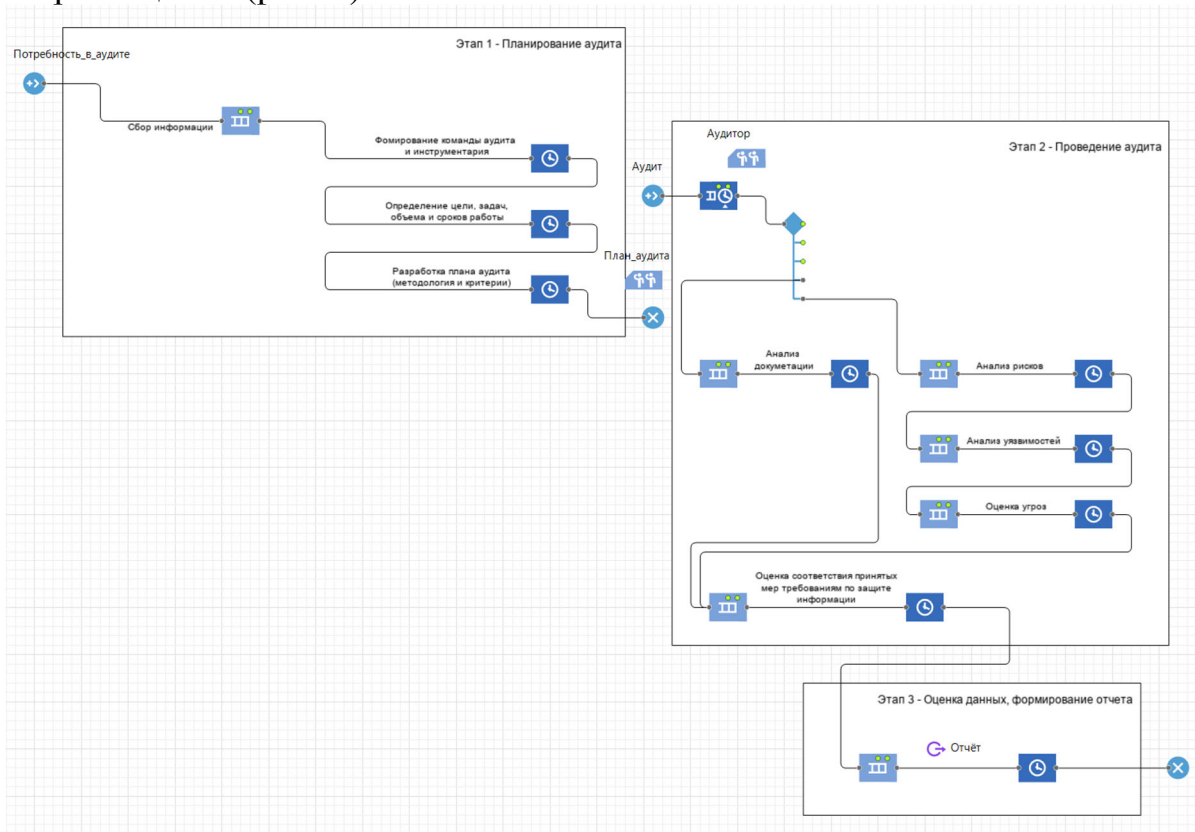 Этап 1 - Планирование аудита
Потребность_в_аудите
Сбор информации
Фомирование команды аудита
и инструментария
Определение цели, задач,
объема и сроков работы
Разработка плана аудита
(методология и критерии)
План_аудита
Аудитор
Этап 2 - Проведение аудита
Аудит
Анализ
докуметации
Анализ рисков
Анализ уязвимостей
Оценка угроз
Оценка соответствия принятых
мер требованиям по защите
информации
Этап 3 - Оценка данных, формирование отчета
Отчёт